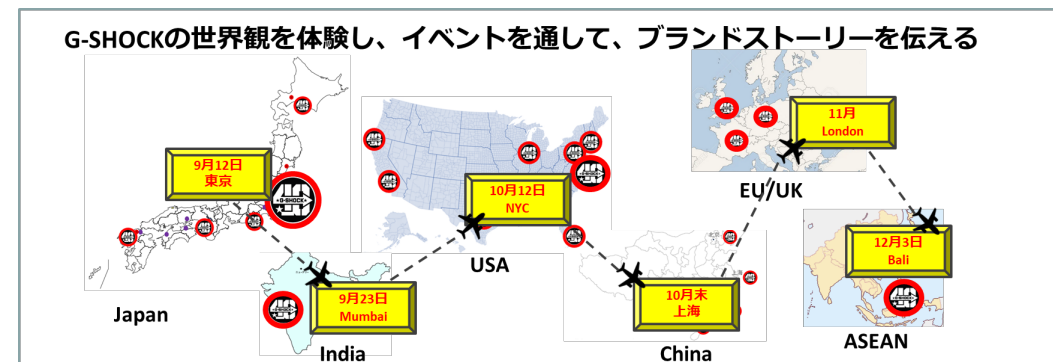 G-SHOCKの世界観を体験し、イベントを通して、ブランドストーリーを伝える
9月12日
東京
G-SHOCK
Japan
9月23日
Mumbai
India
10月12日
NYC
USA
10月末
上海
上海
China
11月
London
EU/UK
12月3日
Bali
ASEAN